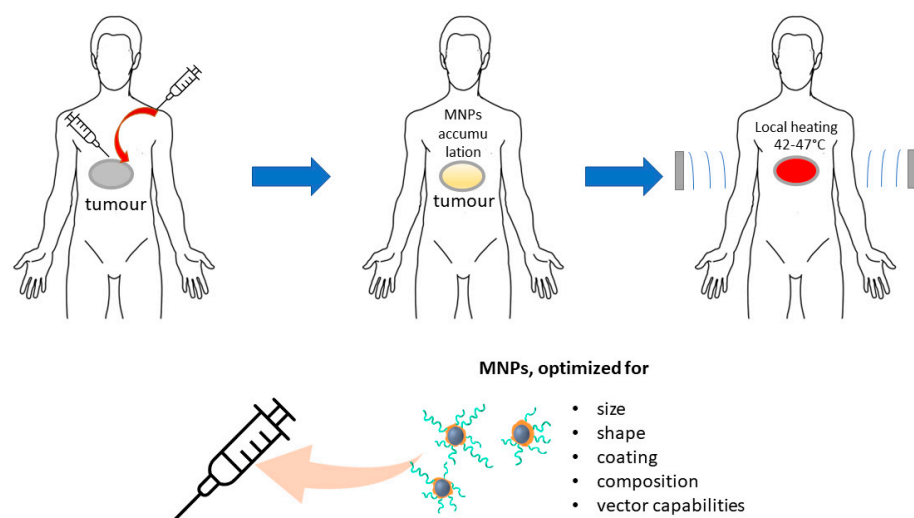 tumour
MNPs
accumu
lation
tumour
Local heating
42-47°C
MNPs, optimized for
• size
• shape
• coating
• composition
• vector capabilities